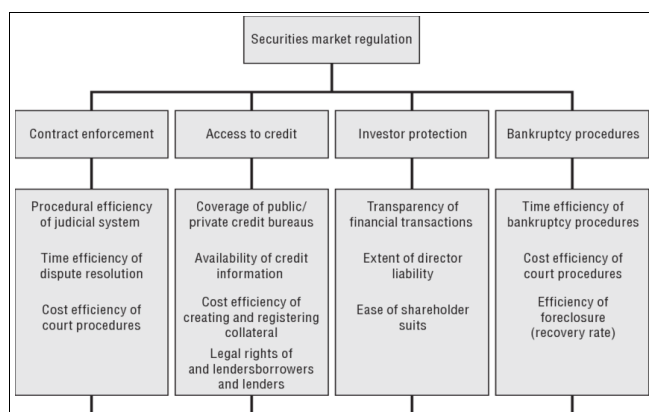 Securities market regulation
Contract enforcement
Access to credit
Investor protection
Bankruptcy procedures
Procedural efficiency
of judicial system
Time efficiency of
dispute resolution
Cost efficiency of
court procedures
Coverage of public/
private credit bureaus
Availability of credit
information
Cost efficiency of
creating and registering
collateral
Legal rights of
and lendersborrowers
and lenders
Transparency of
financial transactions
Extent of director
liability
Ease of shareholder
suits
Time efficiency of
bankruptcy procedures
Cost efficiency of
court procedures
Efficiency of
foreclosure
(recovery rate)